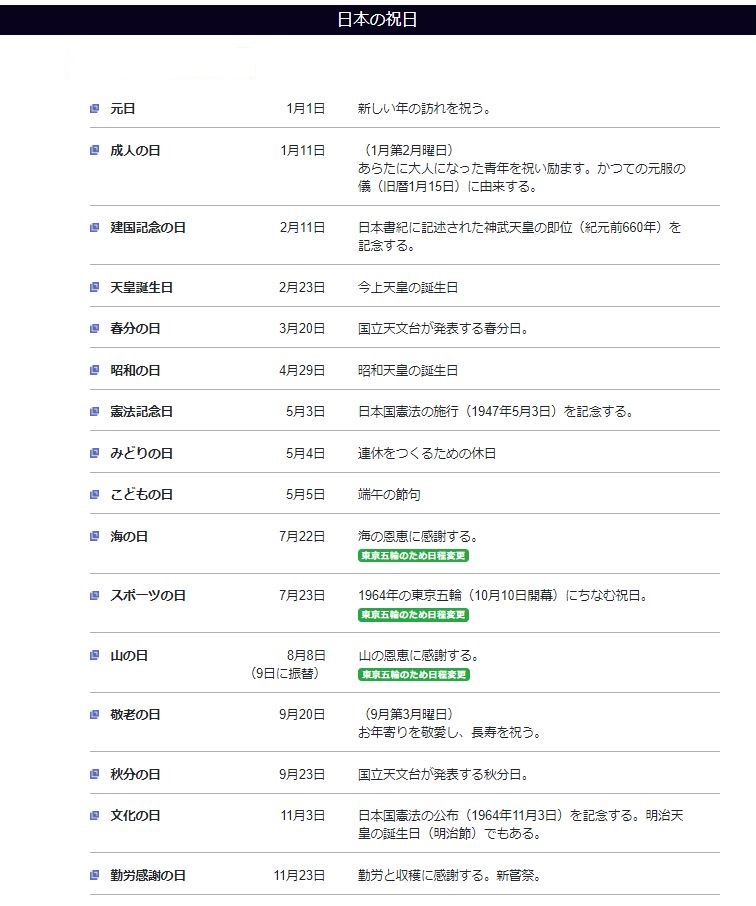 日本の祝日
元日 1月1日 新しい年の訪れを祝う。
成人の日 1月11日 （1月第2月曜日）
あらたに大人になった青年を祝い励ます。かつての元服の
儀（旧暦1月15日）に由来する。
建国記念の日 2月11日 日本書紀に記述された神武天皇の即位（紀元前660年）を
記念する。
天皇誕生日 2月23日 今上天皇の誕生日
春分の日 3月20日 国立天文台が発表する春分日。
昭和の日 4月29日 昭和天皇の誕生日
憲法記念日 5月3日 日本国憲法の施行（1947年5月3日）を記念する。
みどりの日 5月4日 連休をつくるための休日
こどもの日 5月5日 端午の節句
海の日 7月22日 海の恩恵に感謝する。
東京五輪のため日程変更
スポーツの日 7月23日 1964年の東京五輪（10月10日開幕）にちなむ祝日。
東京五輪のため日程変更
山の日 8月8日 山の恩恵に感謝する。
（9日に振替） 東京五輪のため日程変更
敬老の日 9月20日 （9月第3月曜日）
お年寄りを敬愛し、長寿を祝う。
秋分の日 9月23日 国立天文台が発表する秋分日。
文化の日 11月3日 日本国憲法の公布（1964年11月3日）を記念する。明治天
皇の誕生日（明治節）でもある。
勤労感謝の日 11月23日 勤労と収穫に感謝する。新嘗祭。